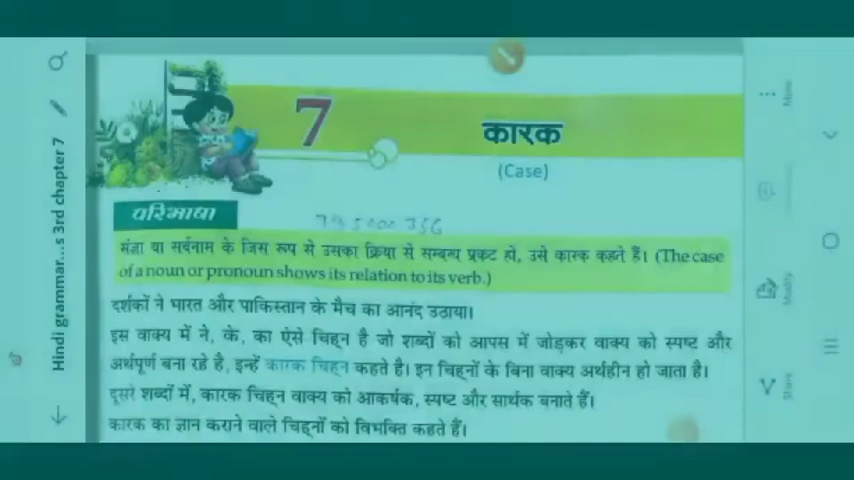 Hindi grammar...s 3rd chapter 7
7
कारक
(Case)
परिभाषा
संज्ञा या सर्वनाम के जिस रूप से उसका क्रिया से सम्बन्ध प्रकट हो, उसे कारक कहते हैं। (The case
of a noun or pronoun shows its relation to its verb.)
दर्शकों ने भारत और पाकिस्तान के मैच का आनंद उठाया।
इस वाक्य में ने, के, का ऐसे चिह्न है जो शब्दों को आपस में जोड़कर वाक्य को स्पष्ट और
अर्थपूर्ण बना रहे है, इन्हें कारक चिह्न कहते है। इन चिह्नों के बिना वाक्य अर्थहीन हो जाता है।
दूसरे शब्दों में, कारक चिह्न वाक्य को आकर्षक, स्पष्ट और सार्थक बनाते हैं।
कारक का ज्ञान कराने वाले चिह्नों को विभक्ति कहते हैं।
More
Modify
Share